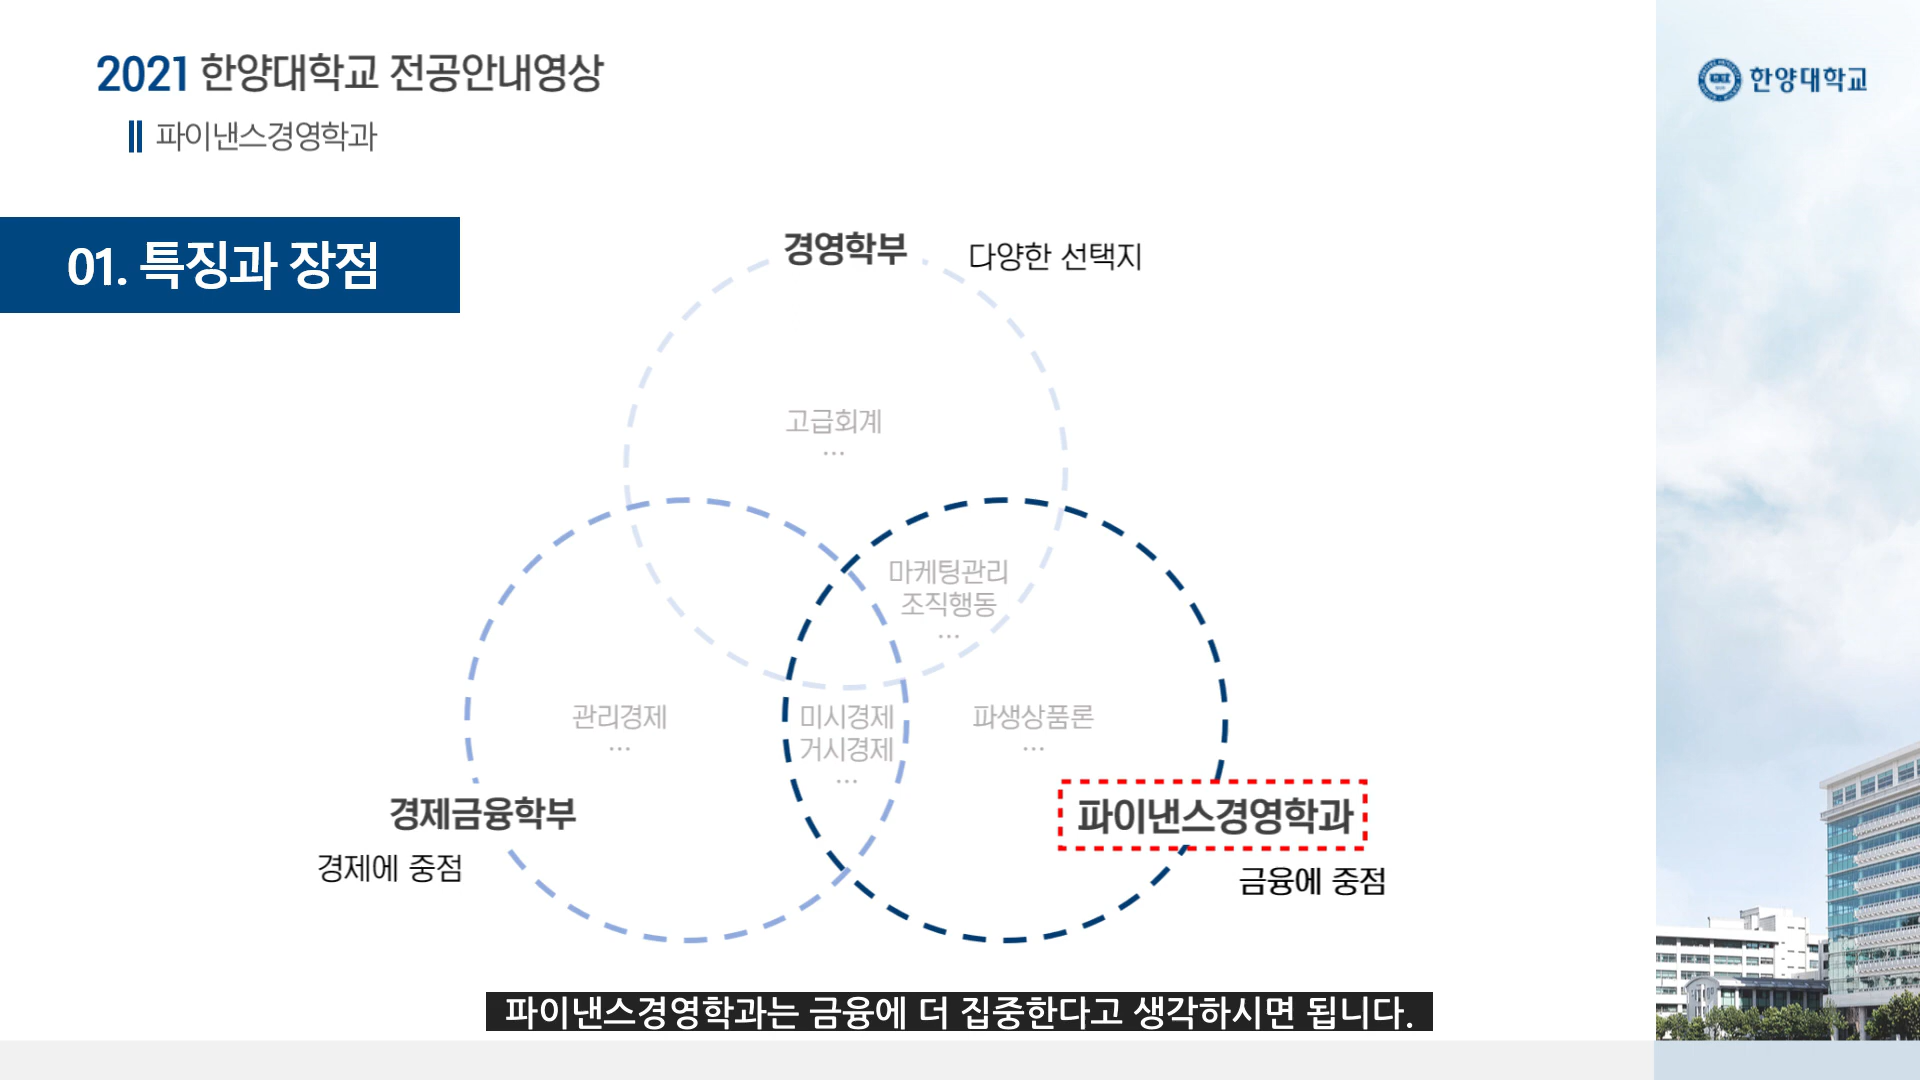 2021 한양대학교 전공안내영상
파이낸스경영학과
한양대학교
01. 특징과 장점
경영학부
다양한 선택지
고급회계
...
마케팅관리
조직행동
...
관리경제
...
미시경제
거시경제
...
파생상품론
...
경제금융학부
경제에 중점
파이낸스경영학과
금융에 중점
파이낸스경영학과는 금융에 더 집중한다고 생각하시면 됩니다.